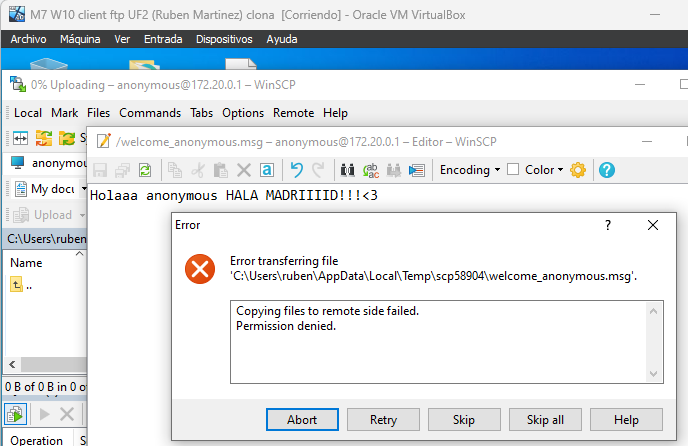 M7 W10 client ftp UF2 (Ruben Martinez) clona [Corriendo] - Oracle VM VirtualBox
Archivo Máquina Ver Entrada Dispositivos Ayuda
0% Uploading – anonymous@172.20.0.1 – WinSCP
Local Mark Files Commands Tabs Options Remote Help
/welcome_anonymous.msg – anonymous@172.20.0.1 – Editor – WinSCP
Encoding Color
Holaaa anonymous HALA MADRIIIID!!!<3
My docu
Upload
C:\Users\ruben
Name
..
Error
Error transferring file
'C:\Users\ruben\AppData\Local\Temp\scp58904\welcome_anonymous.msg'.
Copying files to remote side failed.
Permission denied.
Abort Retry Skip Skip all Help
0 B of 0 B in 0 of
Operation